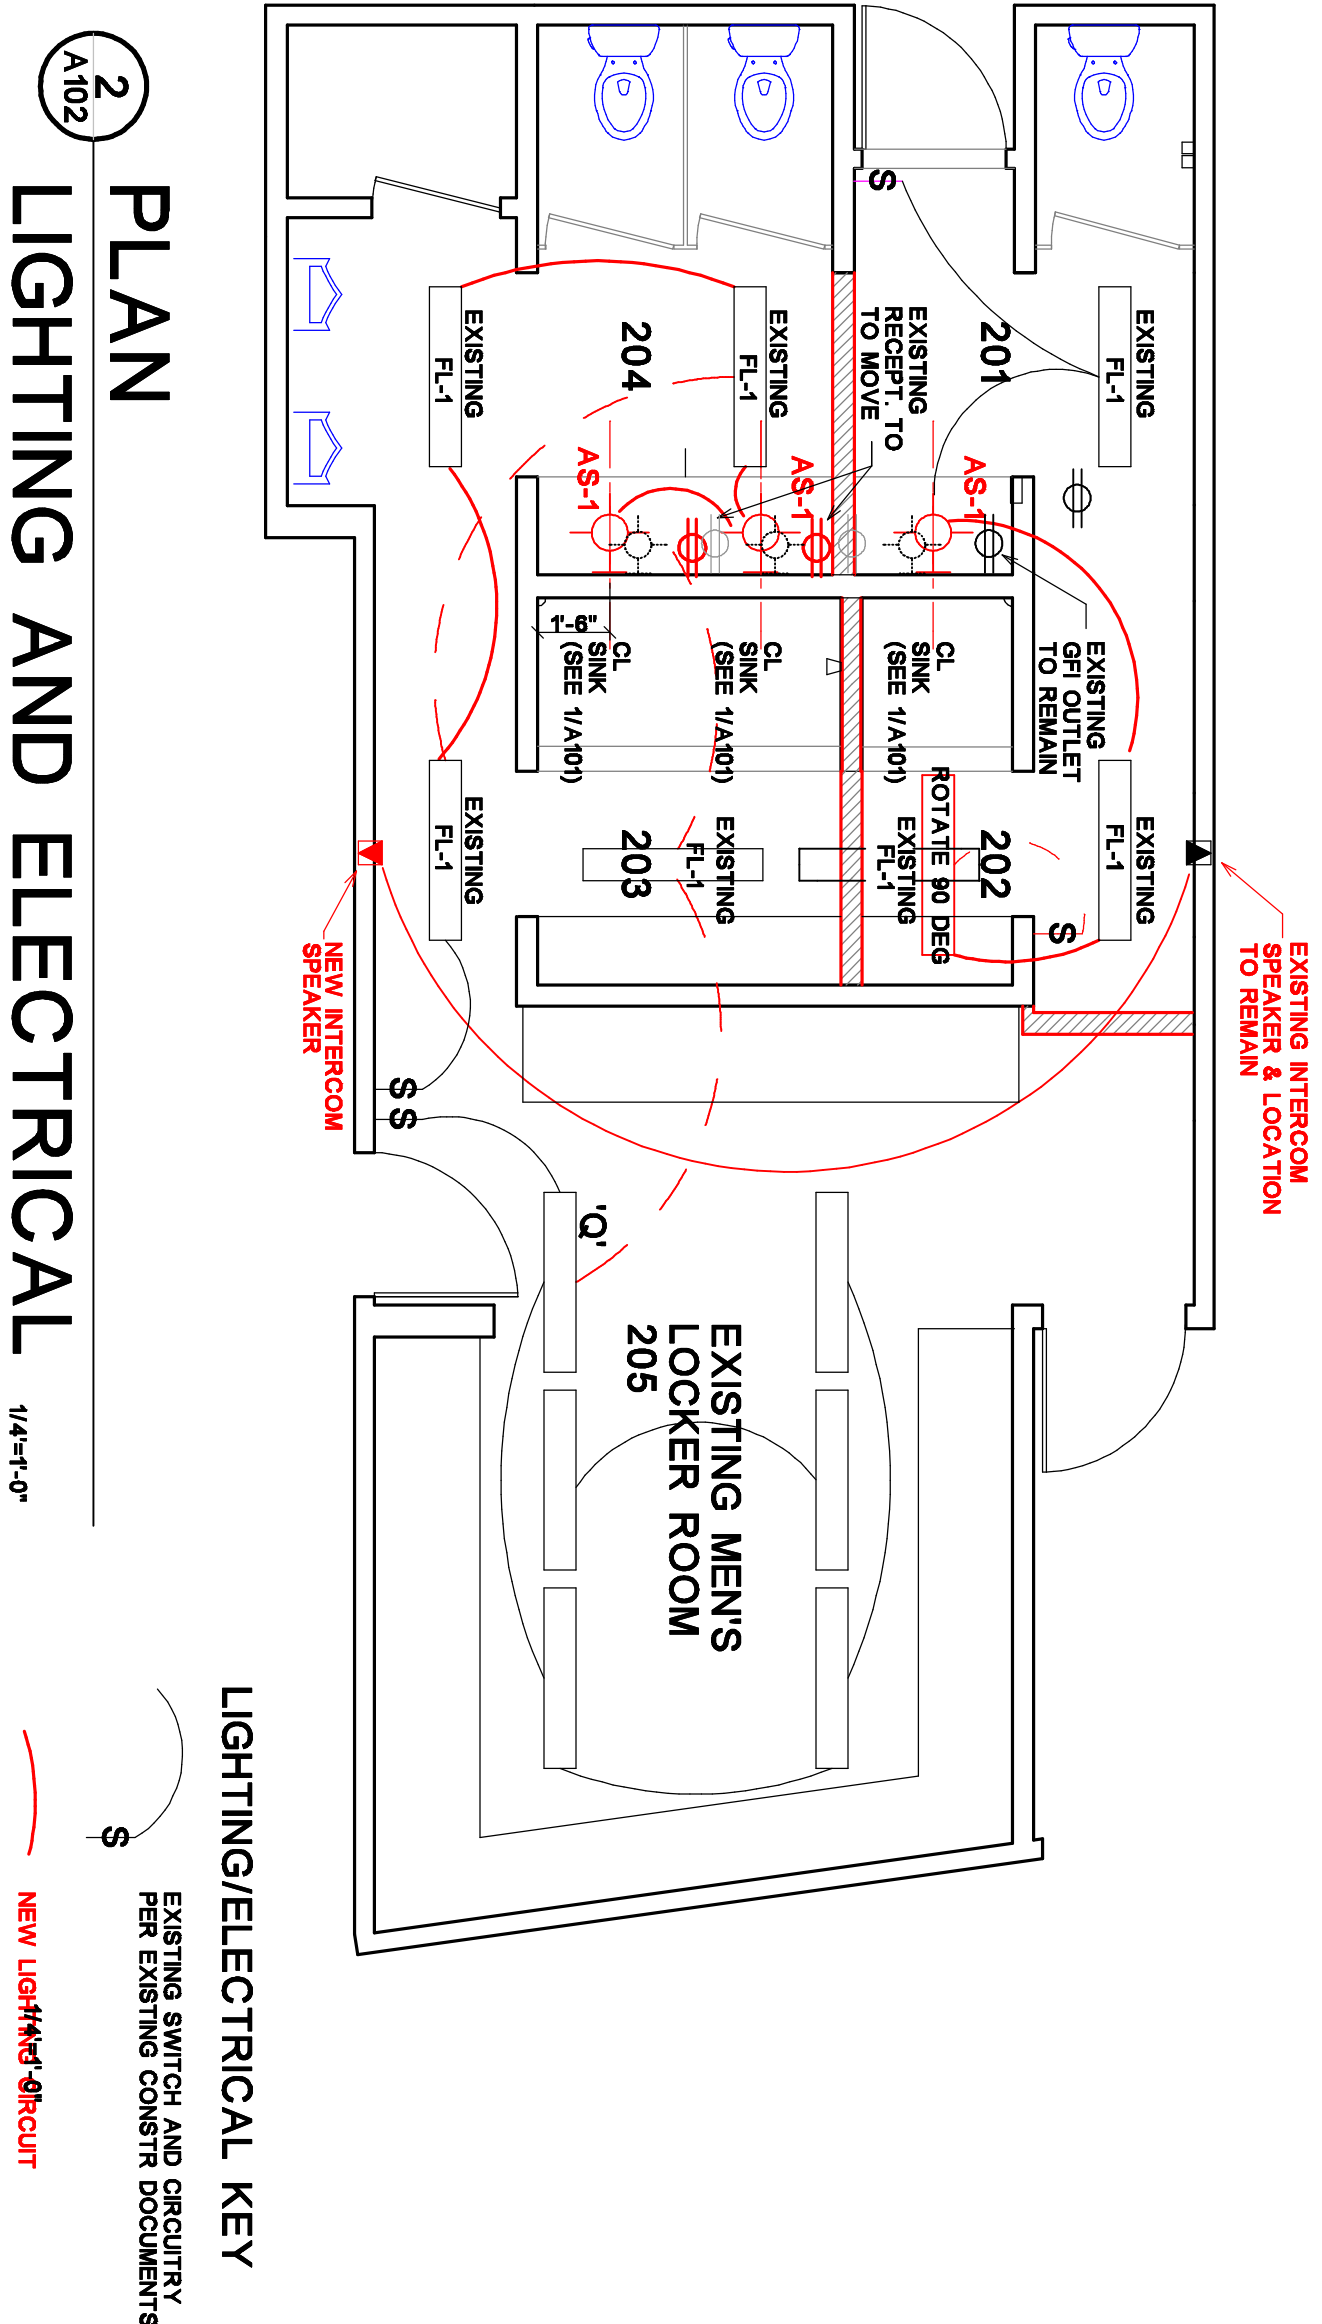 EXISTING INTERCOM
SPEAKER & LOCATION
TO REMAIN
EXISTING
FL-1
EXISTING
FL-1
EXISTING
GFI OUTLET
TO REMAIN
201
202
S
S
AS-1
CL
SINK
(SEE 1/A101)
ROTATE 90 DEG
EXISTING
FL-1
EXISTING
RECEPT. TO
TO MOVE
EXISTING
FL-1
AS-1
CL
SINK
(SEE 1/A101)
EXISTING
FL-1
204
203
AS-1
1'-6"
CL
SINK
(SEE 1/A101)
EXISTING
FL-1
EXISTING
FL-1
S S
'Q'
EXISTING MEN'S
LOCKER ROOM
205
NEW INTERCOM
SPEAKER
LIGHTING/ELECTRICAL KEY
S
EXISTING SWITCH AND CIRCUITRY
PER EXISTING CONSTR DOCUMENTS
NEW LIGHTING CIRCUIT
1/4'=1'-0"
2
A102
PLAN
LIGHTING AND ELECTRICAL
1/4'=1'-0"